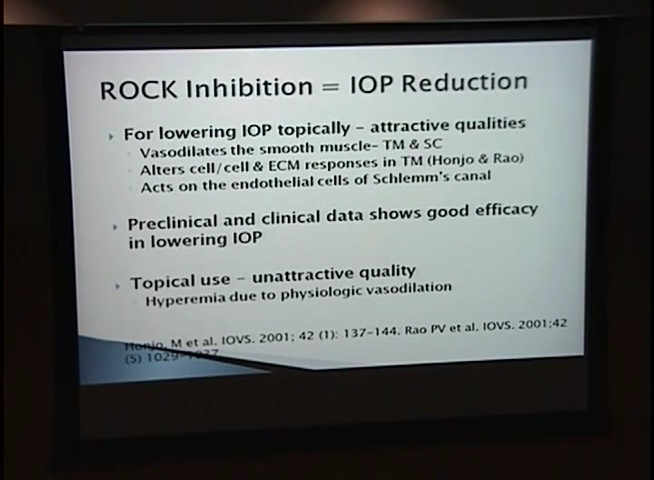 ROCK Inhibition = IOP Reduction
For lowering IOP topically – attractive qualities
Vasodilates the smooth muscle- TM & SC
Alters cell/cell & ECM responses in TM (Honjo & Rao)
Acts on the endothelial cells of Schlemm's canal
Preclinical and clinical data shows good efficacy
in lowering IOP
Topical use – unattractive quality
Hyperemia due to physiologic vasodilation
Honjo, M et al. IOVS. 2001; 42 (1): 137-144. Rao PV et al. IOVS. 2001;42
(5) 1029-1037